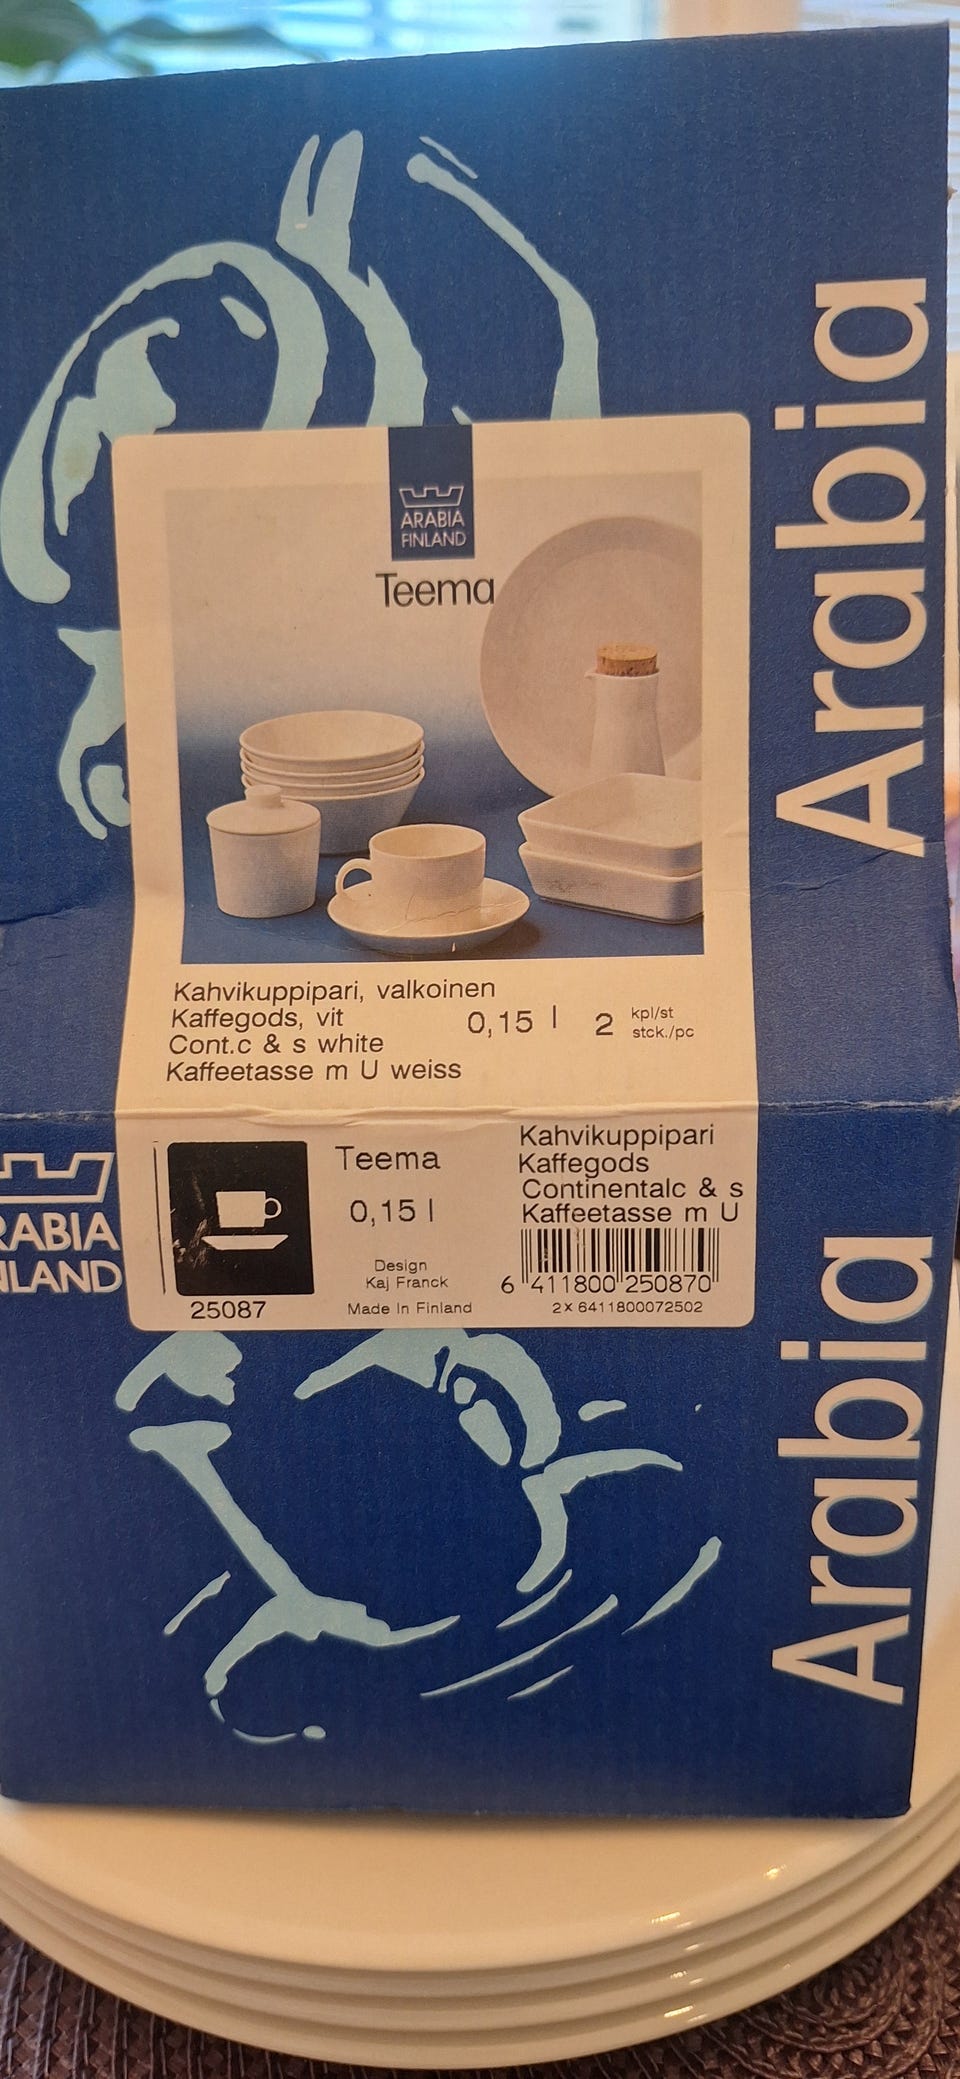 Arabia
ARABIA
FINLAND
Teema
Kahvikuppipari, valkoinen
Kaffegods, vit
Cont.c & s white
Kaffeetasse m U weiss
0,15 l 2 kpl/st
stck./pc
RABIA
NLAND
25087
Teema
0,15 l
Design
Kaj Franck
Made in Finland
Kahvikuppipari
Kaffegods
Continentalc & s
Kaffeetasse m U
6 411800 250870
2x 6411800072502
Arabia